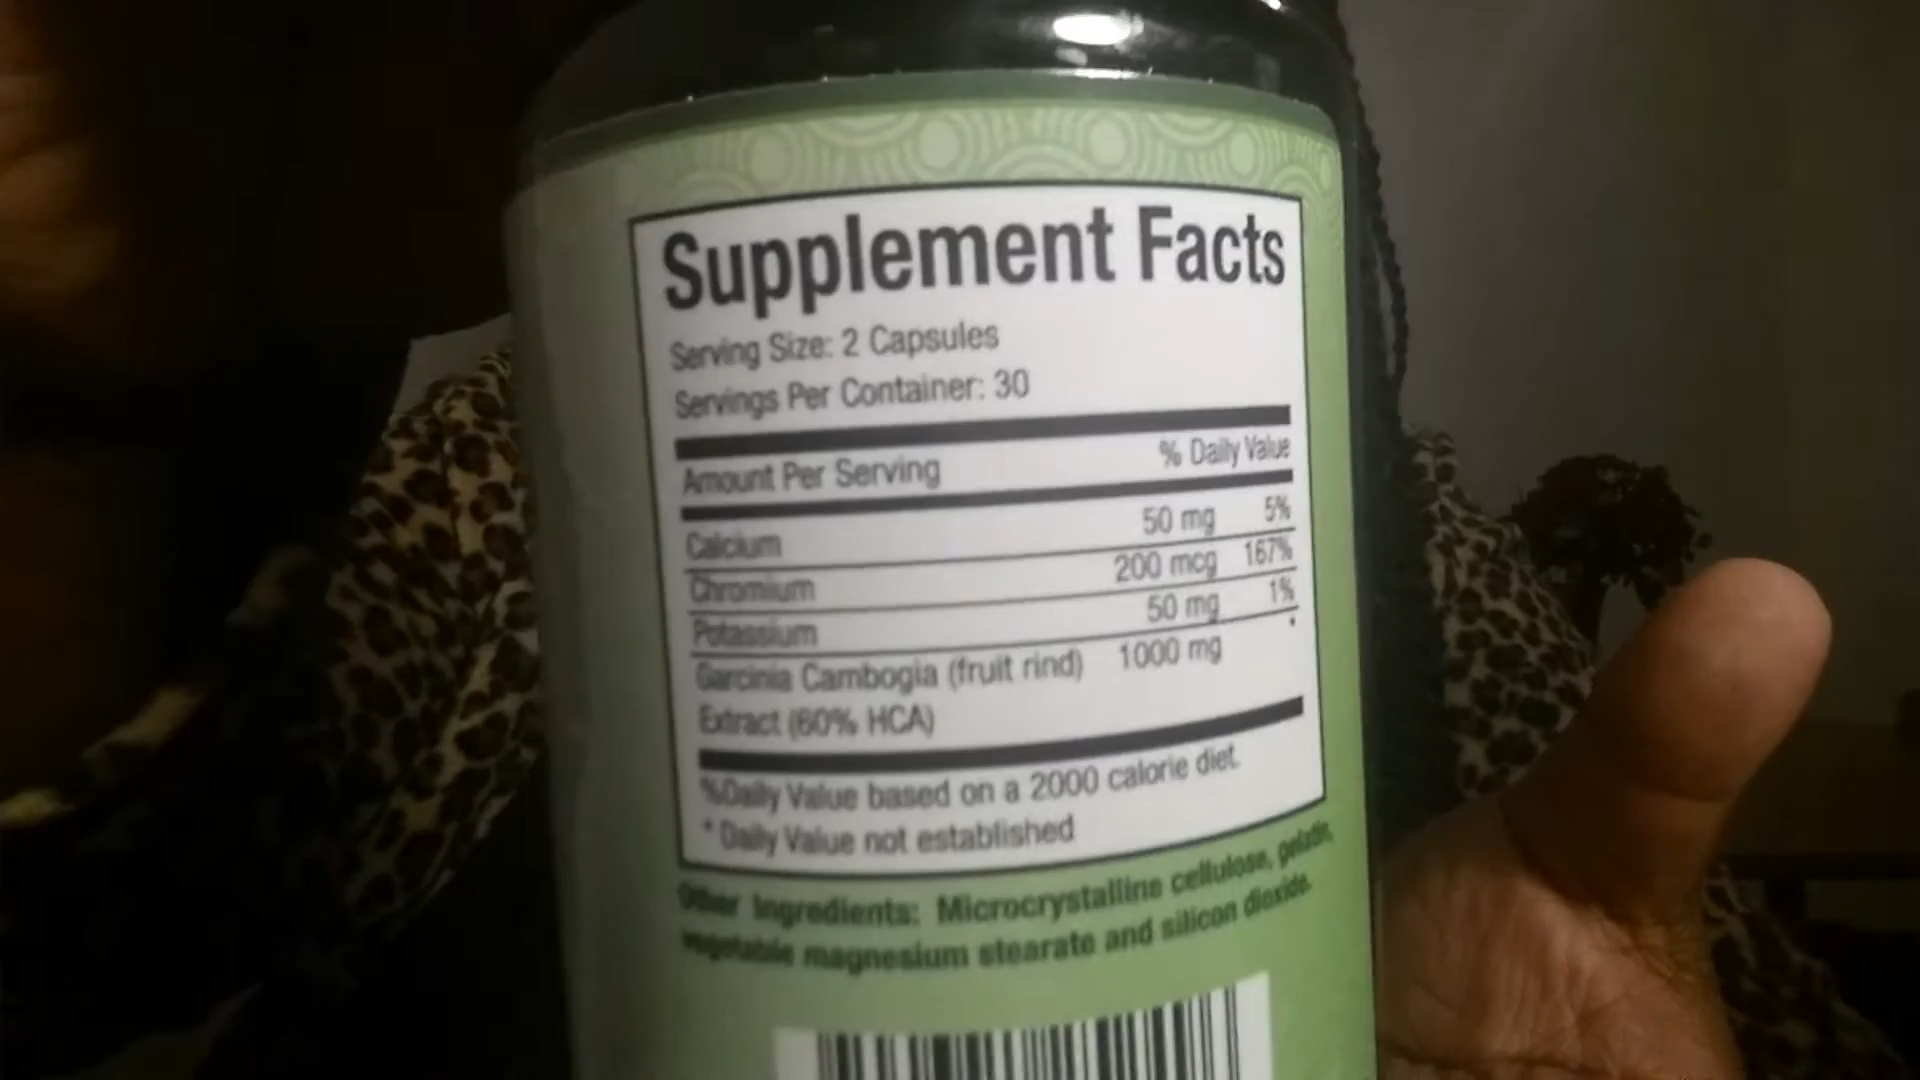 Supplement Facts
Serving Size: 2 Capsules
Servings Per Container: 30
Amount Per Serving % Daily Value
Calcium 50 mg 5%
Chromium 200 mcg 167%
Potassium 50 mg 1%
Garcinia Cambogia (fruit rind) 1000 mg *
Extract (60% HCA)
%Daily Value based on a 2000 calorie diet.
* Daily Value not established
Other Ingredients: Microcrystalline cellulose, gelatin,
vegetable magnesium stearate and silicon dioxide.